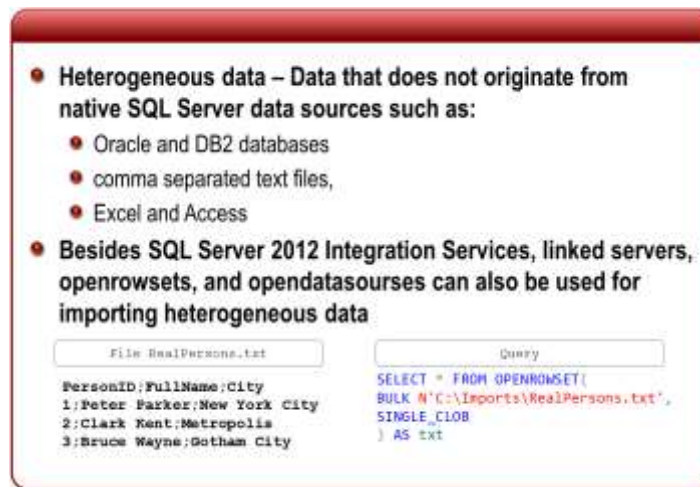 Heterogeneous data – Data that does not originate from
native SQL Server data sources such as:
Oracle and DB2 databases
comma separated text files,
Excel and Access
Besides SQL Server 2012 Integration Services, linked servers,
openrowsets, and opendatasourses can also be used for
importing heterogeneous data
File RealPersons.txt
PersonID;FullName;City
1;Peter Parker;New York City
2;Clark Kent;Metropolis
3;Bruce Wayne;Gotham City
Query
SELECT * FROM OPENROWSET(
BULK N'C:\Imports\RealPersons.txt',
SINGLE_CLOB
) AS txt